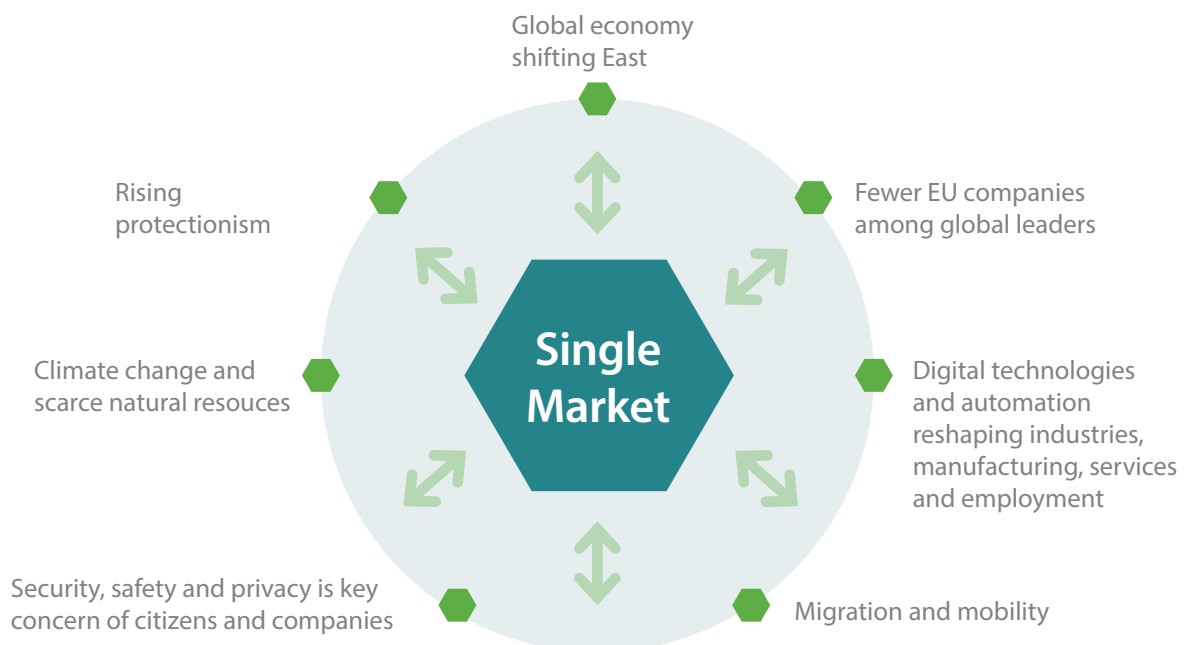 Global economy
shifting East
Rising
protectionism
Fewer EU companies
among global leaders
Single
Market
Climate change and
scarce natural resouces
Digital technologies
and automation
reshaping industries,
manufacturing, services
and employment
Security, safety and privacy is key
concern of citizens and companies
Migration and mobility